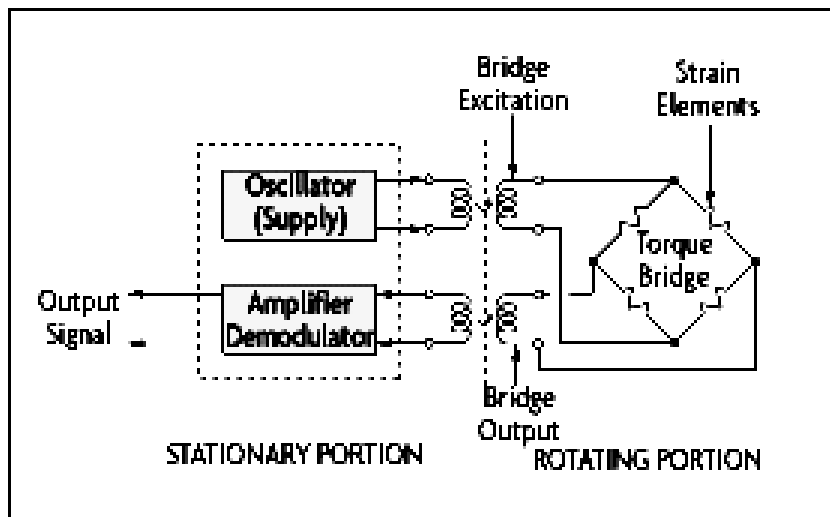 Bridge
Excitation
Strain
Elements
Oscillator
(Supply)
Torque
Bridge
Output
Signal
Amplifier
Demodulator
Bridge
Output
STATIONARY PORTION
ROTATING PORTION